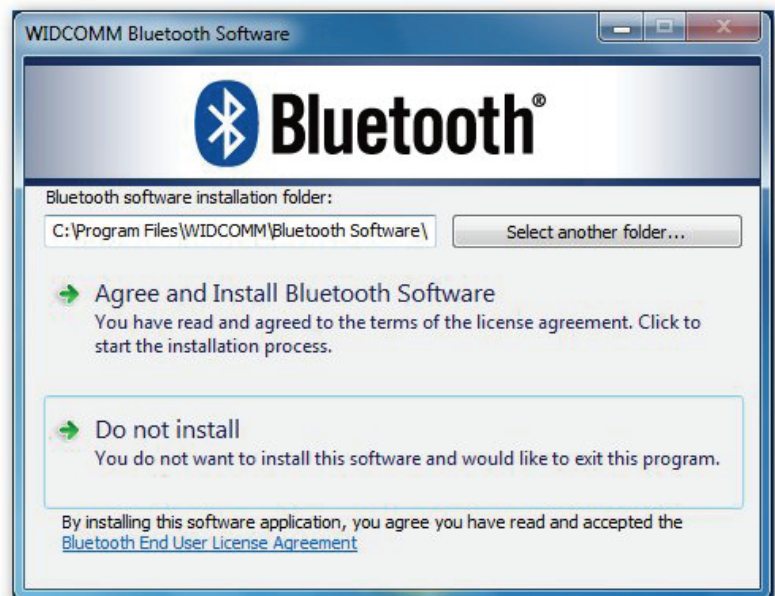 WIDCOMM Bluetooth Software
Bluetooth®
Bluetooth software installation folder:
C:\Program Files\WIDCOMM\Bluetooth Software\
Select another folder...
Agree and Install Bluetooth Software
You have read and agreed to the terms of the license agreement. Click to
start the installation process.
Do not install
You do not want to install this software and would like to exit this program.
By installing this software application, you agree you have read and accepted the
Bluetooth End User License Agreement